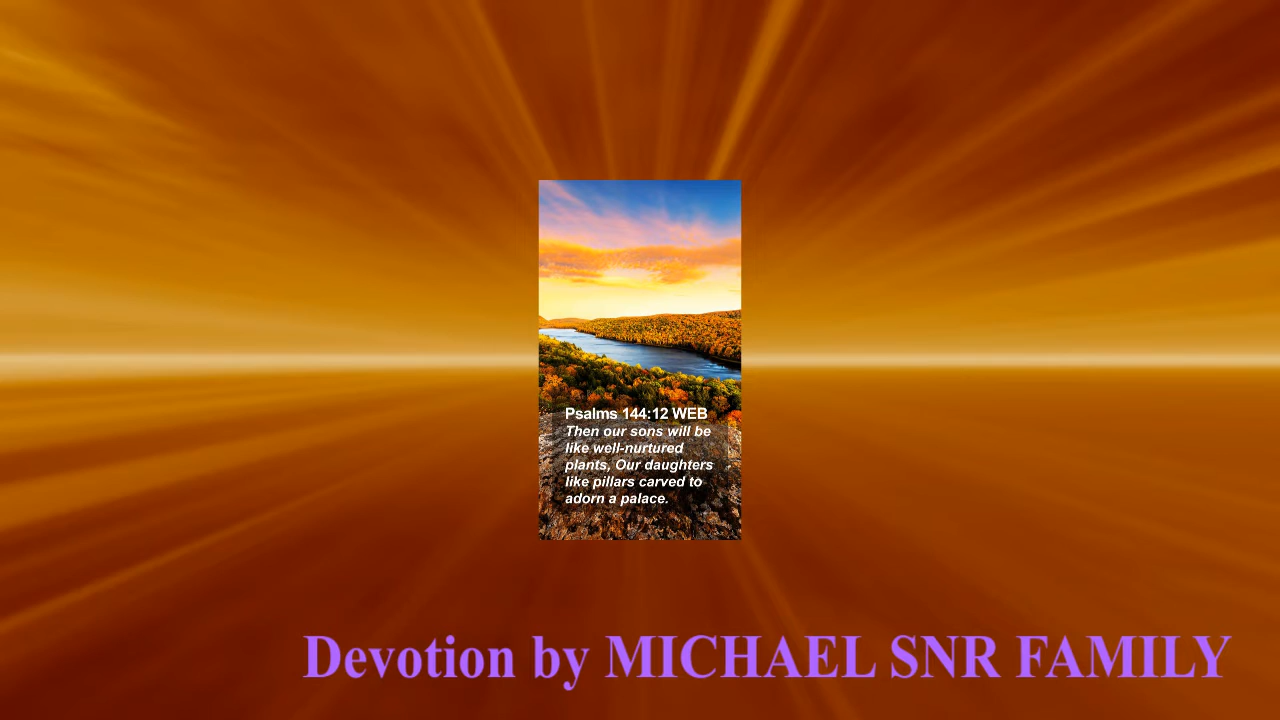 Psalms 144:12 WEB
Then our sons will be
like well-nurtured
plants, Our daughters
like pillars carved to
adorn a palace.
Devotion by MICHAEL SNR FAMILY